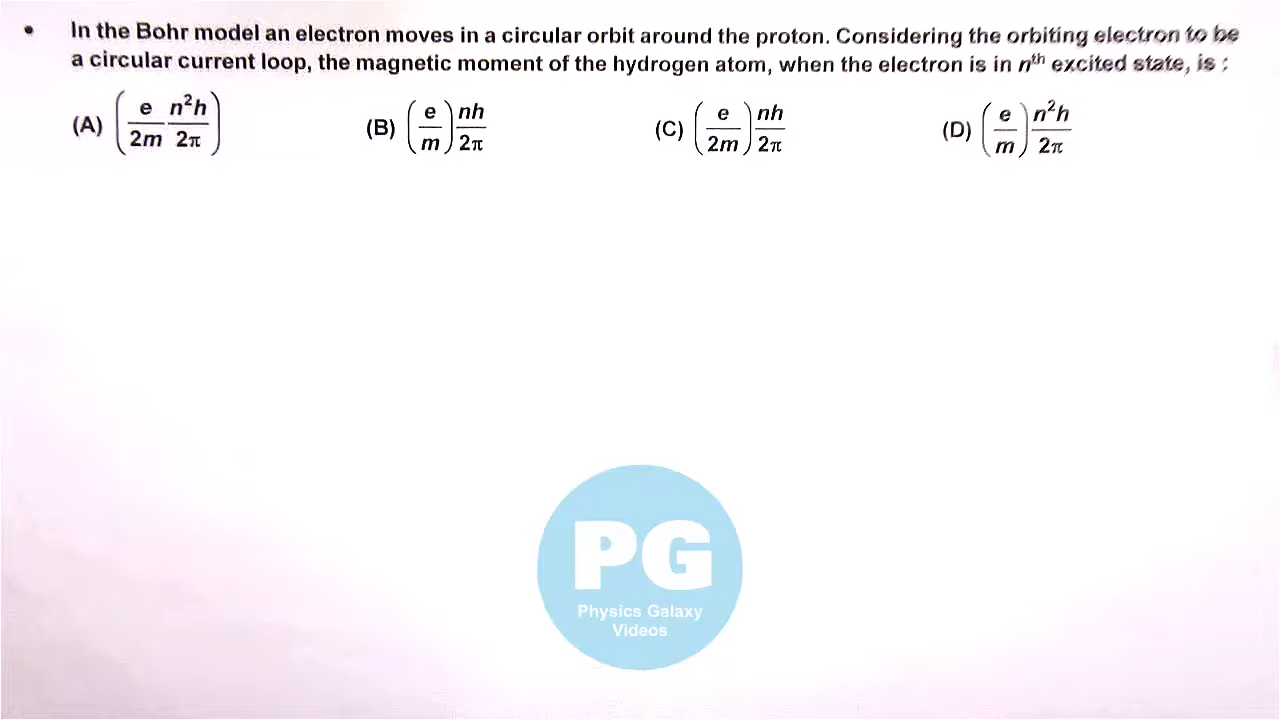 • In the Bohr model an electron moves in a circular orbit around the proton. Considering the orbiting electron to be
a circular current loop, the magnetic moment of the hydrogen atom, when the electron is in nᵗʰ excited state, is :
(A) (e/2m n²h/2π) (B) (e/m) nh/2π (C) (e/2m) nh/2π (D) (e/m) n²h/2π
PG
Physics Galaxy
Videos